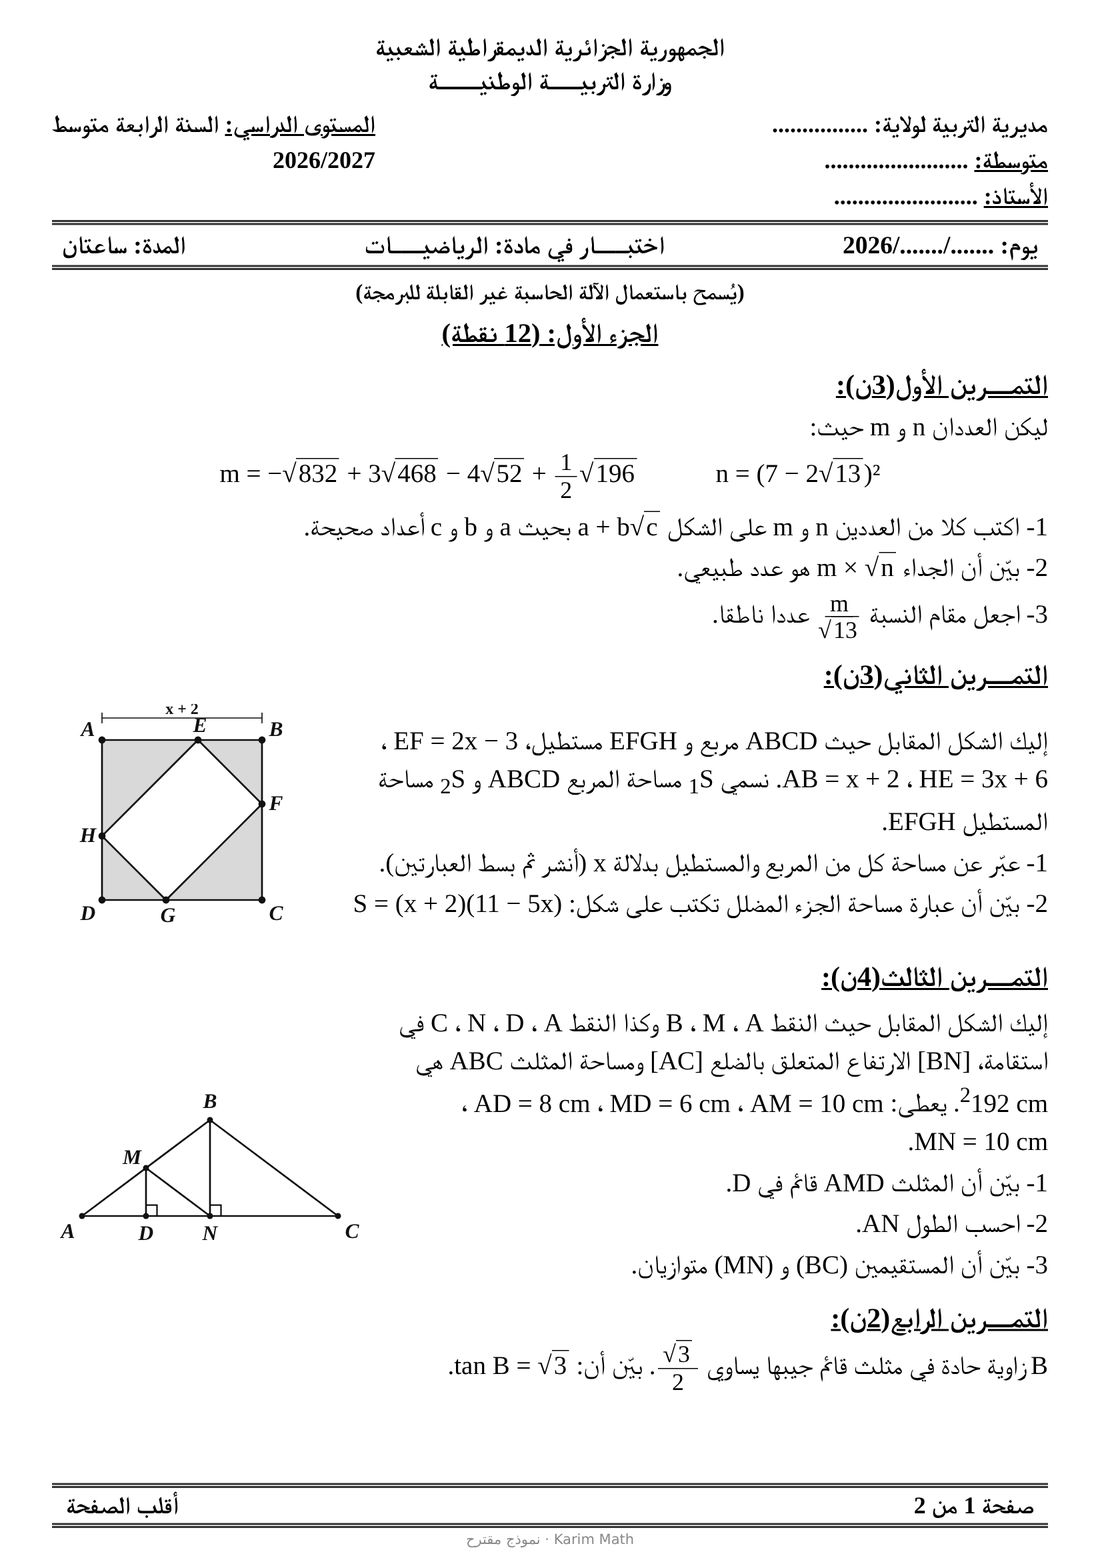 الجمهورية الجزائرية الديمقراطية الشعبية
وزارة التربيـــــة الوطنيـــــــة
مديرية التربية لولاية: ................
المستوى الدراسي: السنة الرابعة متوسط
متوسطة: ........................
2026/2027
الأستاذ: ........................
يوم: ......./......./2026
اختبـــــار في مادة: الرياضيـــــات
المدة: ساعتان
(يُسمح باستعمال الآلة الحاسبة غير القابلة للبرمجة)
الجزء الأول: (12 نقطة)
التمـــرين الأول(3ن):
ليكن العددان n و m حيث:
m = −√832 + 3√468 − 4√52 + 1/2 √196
n = (7 − 2√13)²
1- اكتب كلا من العددين n و m على الشكل a + b√c بحيث a و b و c أعداد صحيحة.
2- بيّن أن الجداء m × √n هو عدد طبيعي.
3- اجعل مقام النسبة m/√13 عددا ناطقا.
التمـــرين الثاني(3ن):
x + 2
A
E
B
F
H
D
G
C
إليك الشكل المقابل حيث ABCD مربع و EFGH مستطيل، EF = 2x − 3 ،
AB = x + 2 ، HE = 3x + 6. نسمي S1 مساحة المربع ABCD و S2 مساحة
المستطيل EFGH.
1- عبّر عن مساحة كل من المربع والمستطيل بدلالة x (أنشر ثم بسط العبارتين).
2- بيّن أن عبارة مساحة الجزء المضلل تكتب على شكل: S = (x + 2)(11 − 5x)
التمـــرين الثالث(4ن):
إليك الشكل المقابل حيث النقط B ، M ، A وكذا النقط C ، N ، D ، A في
استقامة، [BN] الارتفاع المتعلق بالضلع [AC] ومساحة المثلث ABC هي
192 cm². يعطى: AD = 8 cm ، MD = 6 cm ، AM = 10 cm ،
MN = 10 cm.
1- بيّن أن المثلث AMD قائم في D.
2- احسب الطول AN.
3- بيّن أن المستقيمين (BC) و (MN) متوازيان.
B
M
A
D
N
C
التمـــرين الرابع(2ن):
B زاوية حادة في مثلث قائم جيبها يساوي √3/2. بيّن أن: tan B = √3.
صفحة 1 من 2
أقلب الصفحة
نموذج مقترح · Karim Math